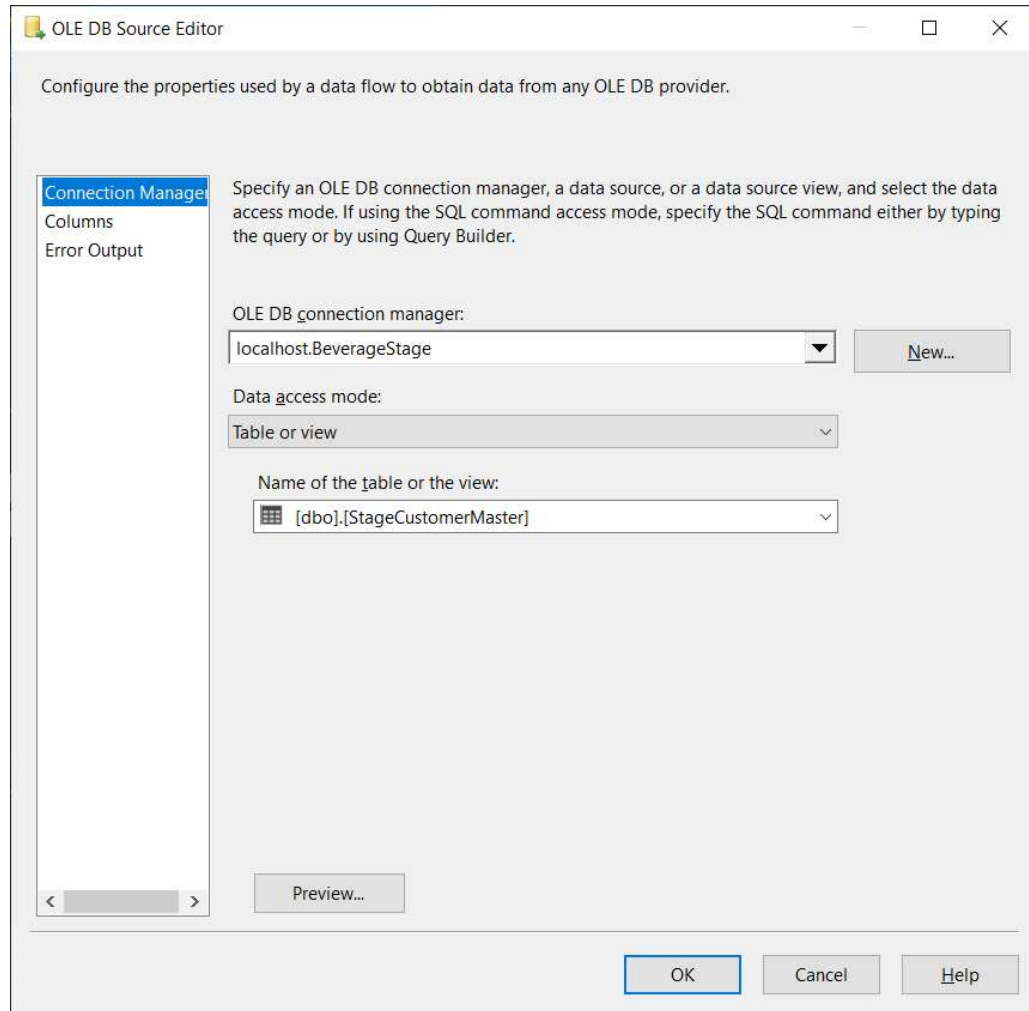 OLE DB Source Editor
Configure the properties used by a data flow to obtain data from any OLE DB provider.
Connection Manager
Columns
Error Output
Specify an OLE DB connection manager, a data source, or a data source view, and select the data
access mode. If using the SQL command access mode, specify the SQL command either by typing
the query or by using Query Builder.
OLE DB connection manager:
localhost.BeverageStage
New...
Data access mode:
Table or view
Name of the table or the view:
[dbo].[StageCustomerMaster]
Preview...
OK
Cancel
Help